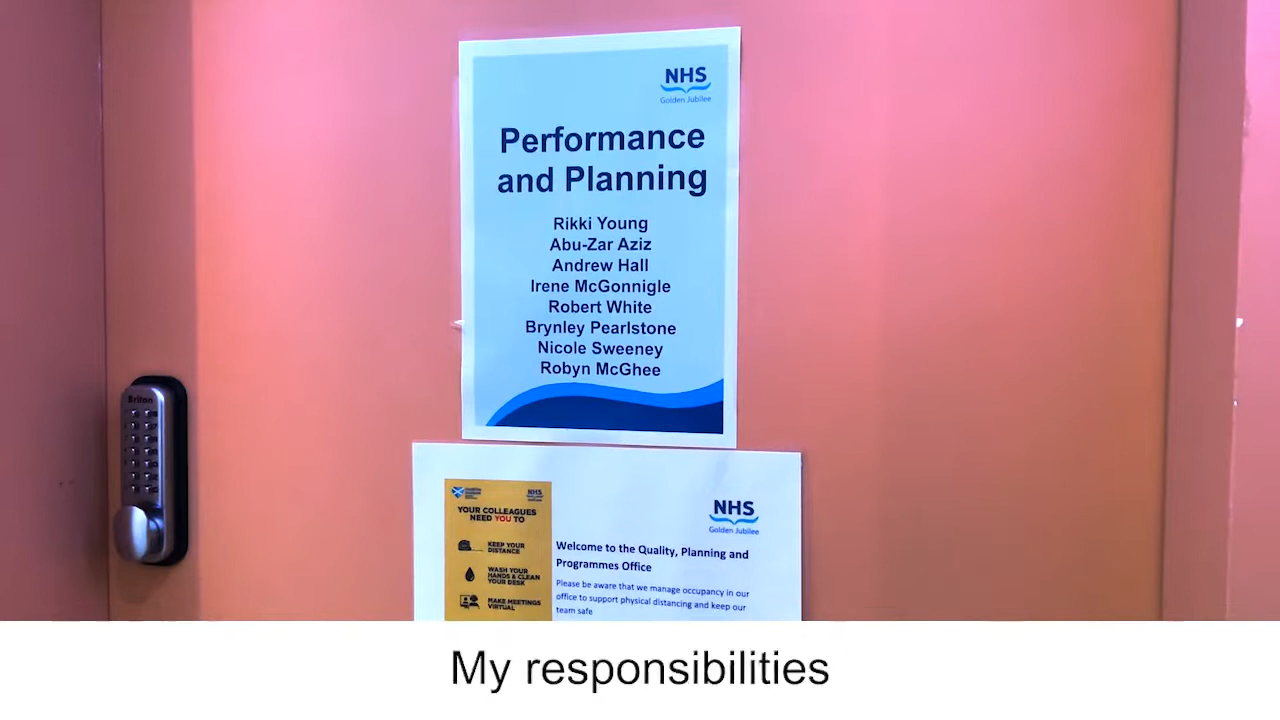 NHS
Golden Jubilee
Performance
and Planning
Rikki Young
Abu-Zar Aziz
Andrew Hall
Irene McGonnigle
Robert White
Brynley Pearlstone
Nicole Sweeney
Robyn McGhee
Briton
NHS
YOUR COLLEAGUES
NEED YOU TO
KEEP YOUR
DISTANCE
WASH YOUR
HANDS & CLEAN
YOUR DESK
MAKE MEETINGS
VIRTUAL
NHS
Golden Jubilee
Welcome to the Quality, Planning and
Programmes Office
Please be aware that we manage occupancy in our
office to support physical distancing and keep our
team safe
My responsibilities